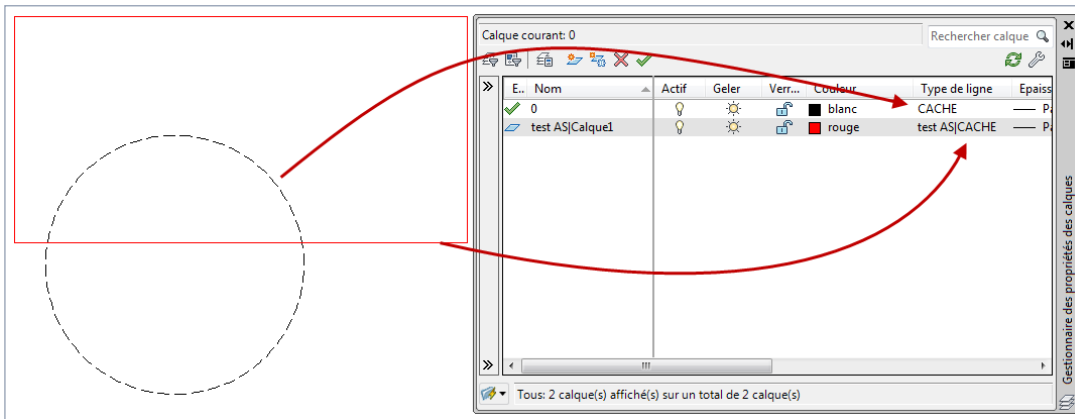 Calque courant: 0
Rechercher calque
E.. Nom Actif Geler Verr... Couleur Type de ligne Epaiss
0 blanc CACHE
test AS|Calque1 rouge test AS|CACHE
Tous: 2 calque(s) affiché(s) sur un total de 2 calque(s)
Gestionnaire des propriétés des calques